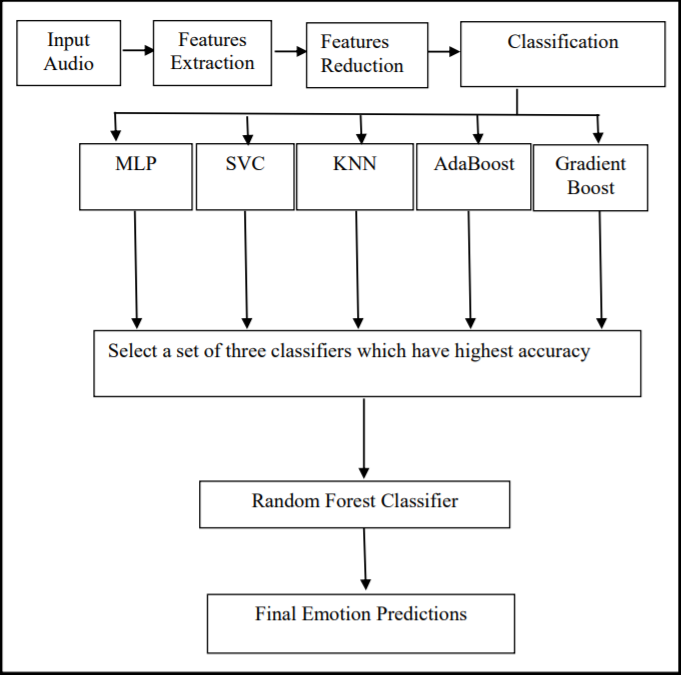 Input
Audio
Features
Extraction
Features
Reduction
Classification
MLP
SVC
KNN
AdaBoost
Gradient
Boost
Select a set of three classifiers which have highest accuracy
Random Forest Classifier
Final Emotion Predictions